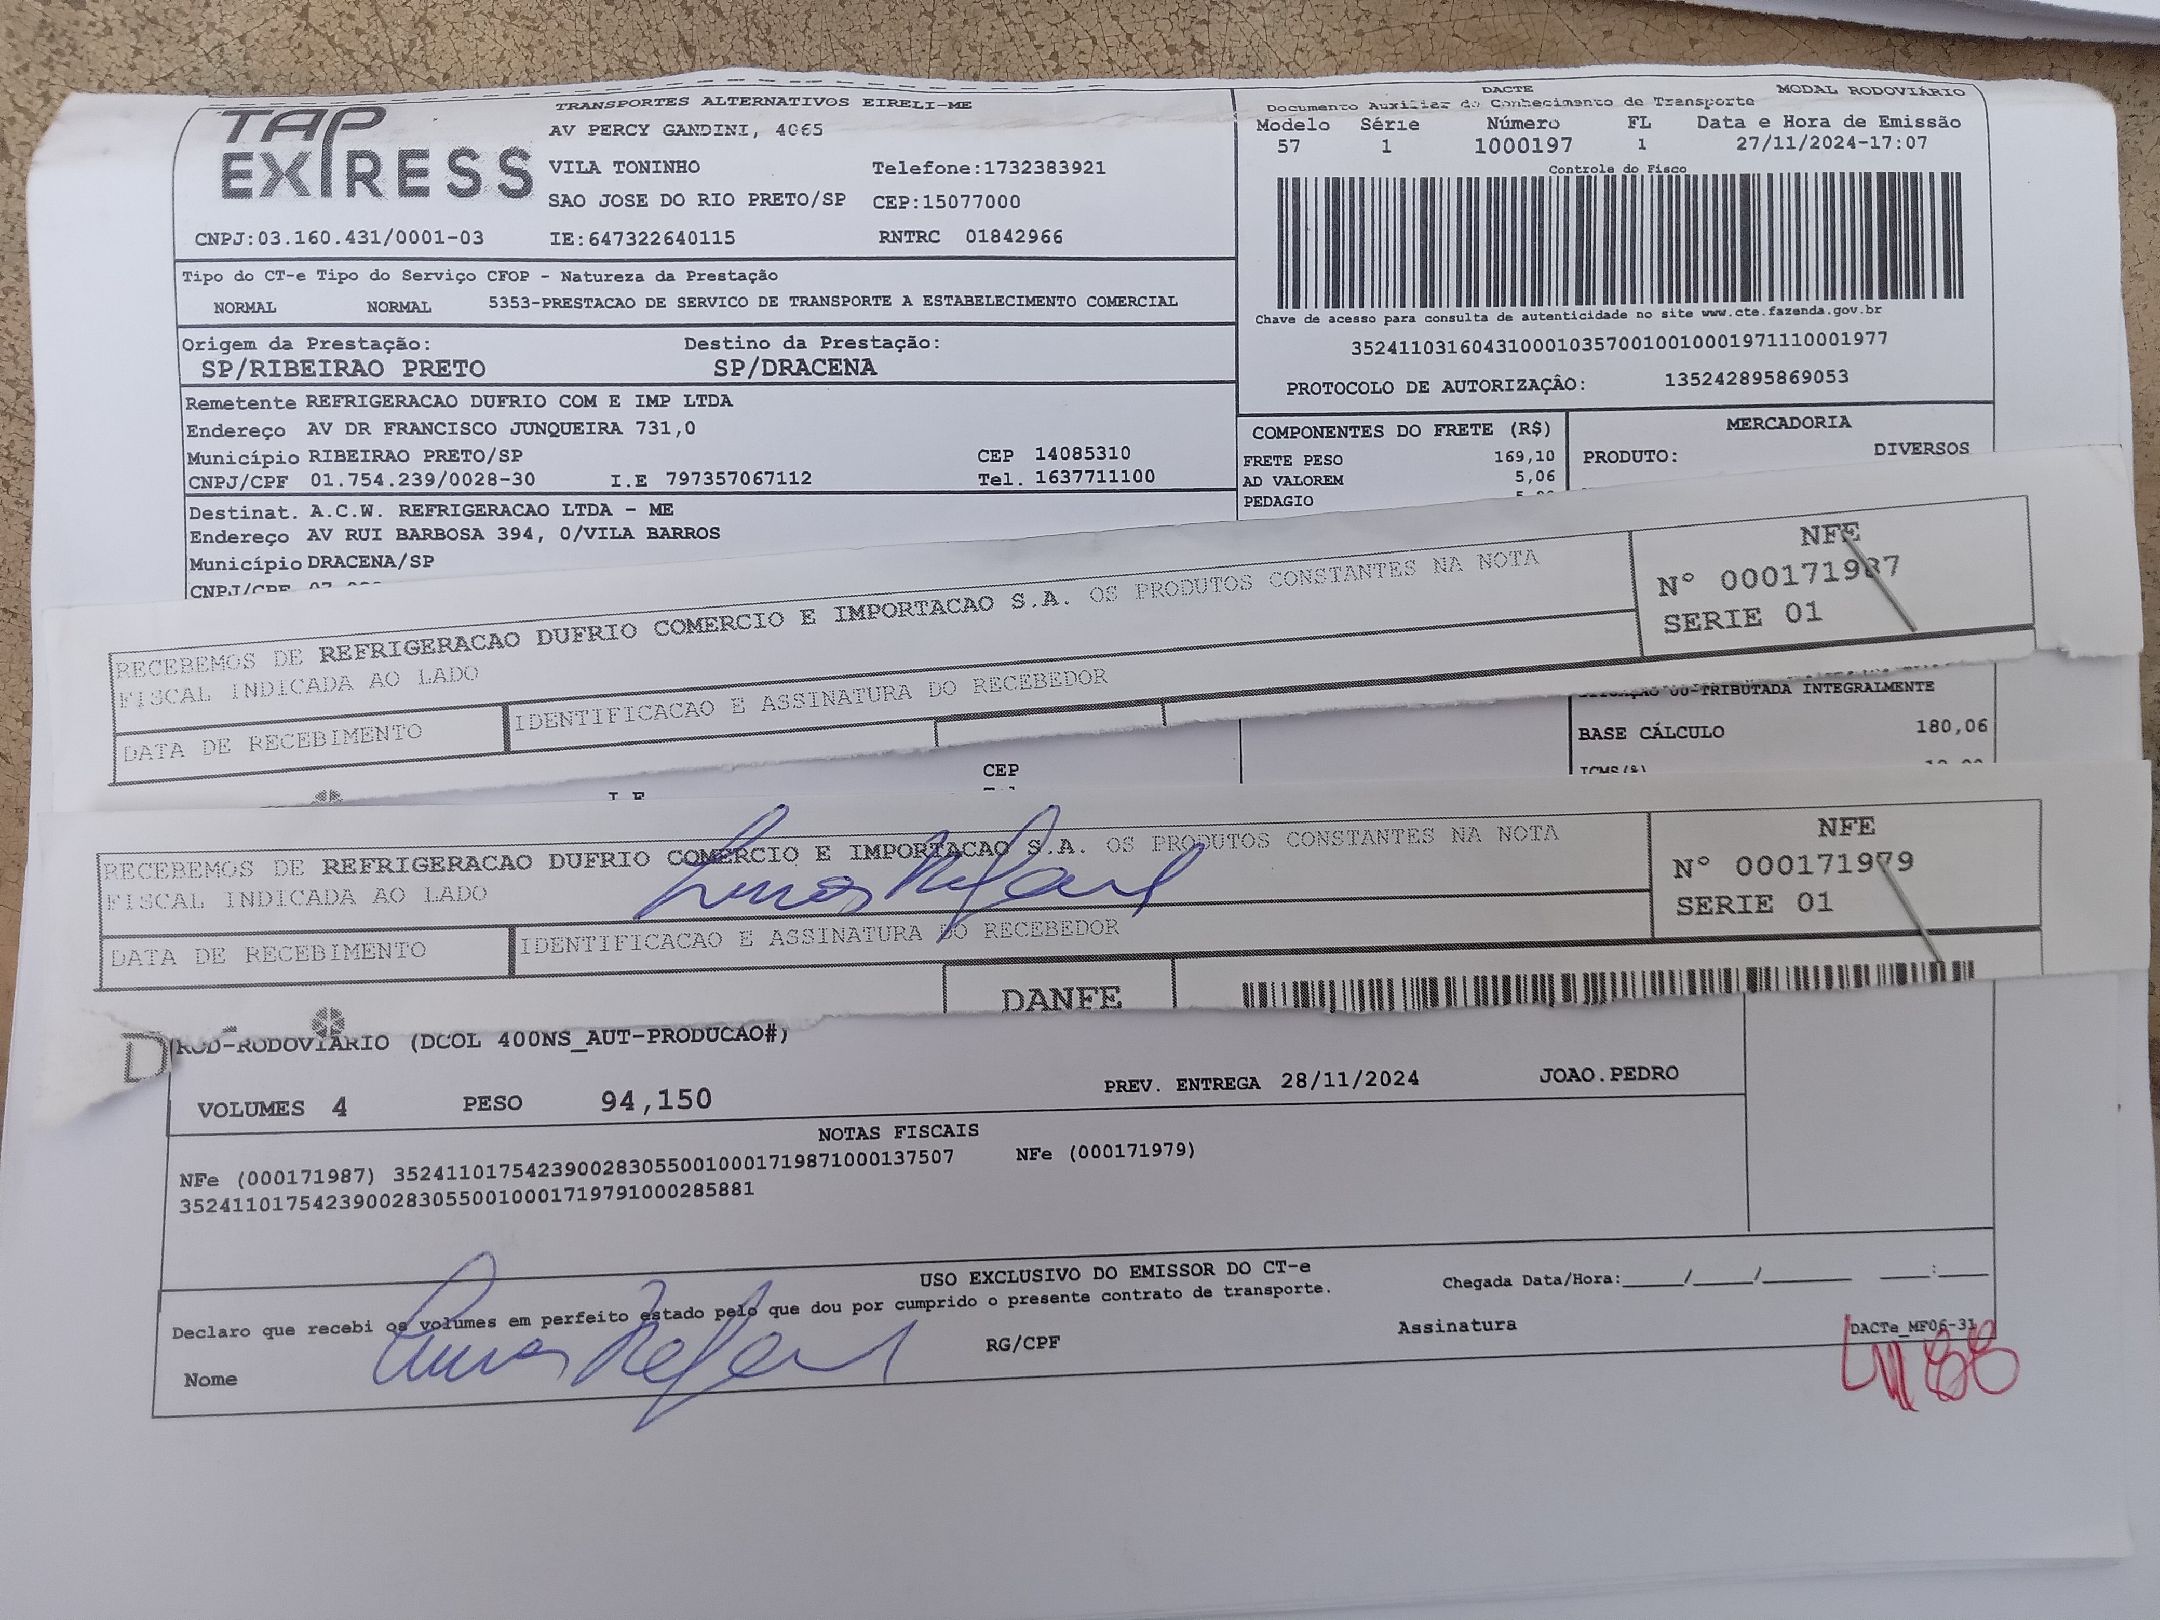 TAP EXPRESS
TRANSPORTES ALTERNATIVOS EIRELI-ME
AV PERCY GANDINI, 4065
VILA TONINHO Telefone:1732383921
SAO JOSE DO RIO PRETO/SP CEP:15077000
CNPJ:03.160.431/0001-03 IE:647322640115 RNTRC 01842966
DACTE MODAL RODOVIÁRIO
Documento Auxiliar do Conhecimento de Transporte
Modelo Série Número FL Data e Hora de Emissão
57 1 1000197 1 27/11/2024-17:07
Controle do Fisco
Chave de acesso para consulta de autenticidade no site www.cte.fazenda.gov.br
35241103160431000103570010010001971110001977
PROTOCOLO DE AUTORIZAÇÃO: 135242895869053
Tipo do CT-e Tipo do Serviço CFOP - Natureza da Prestação
NORMAL NORMAL 5353-PRESTACAO DE SERVICO DE TRANSPORTE A ESTABELECIMENTO COMERCIAL
Origem da Prestação: Destino da Prestação:
SP/RIBEIRAO PRETO SP/DRACENA
Remetente REFRIGERACAO DUFRIO COM E IMP LTDA
Endereço AV DR FRANCISCO JUNQUEIRA 731,0
Município RIBEIRAO PRETO/SP CEP 14085310
CNPJ/CPF 01.754.239/0028-30 I.E 797357067112 Tel. 1637711100
Destinat. A.C.W. REFRIGERACAO LTDA - ME
Endereço AV RUI BARBOSA 394, 0/VILA BARROS
Município DRACENA/SP
CNPJ/CPF 07
COMPONENTES DO FRETE (R$)
FRETE PESO 169,10
AD VALOREM 5,06
PEDAGIO
MERCADORIA
PRODUTO: DIVERSOS
RECEBEMOS DE REFRIGERACAO DUFRIO COMERCIO E IMPORTACAO S.A. OS PRODUTOS CONSTANTES NA NOTA
FISCAL INDICADA AO LADO
DATA DE RECEBIMENTO IDENTIFICACAO E ASSINATURA DO RECEBEDOR
NFE
N° 000171987
SERIE 01
TRIBUTADA INTEGRALMENTE
BASE CÁLCULO 180,06
ICMS(%)
CEP
I.E
RECEBEMOS DE REFRIGERACAO DUFRIO COMERCIO E IMPORTACAO S.A. OS PRODUTOS CONSTANTES NA NOTA
FISCAL INDICADA AO LADO
DATA DE RECEBIMENTO IDENTIFICACAO E ASSINATURA DO RECEBEDOR
NFE
N° 000171979
SERIE 01
DANFE
D
ROD-RODOVIÁRIO (DCOL 400NS_AUT-PRODUCAO#)
VOLUMES 4 PESO 94,150 PREV. ENTREGA 28/11/2024 JOAO.PEDRO
NOTAS FISCAIS
NFe (000171987) 35241101754239002830550010001719871000137507 NFe (000171979)
35241101754239002830550010001719791000285881
USO EXCLUSIVO DO EMISSOR DO CT-e
Declaro que recebi os volumes em perfeito estado pelo que dou por cumprido o presente contrato de transporte.
Chegada Data/Hora:_____/_____/_______ ____:____
Nome RG/CPF Assinatura
DACTe_MF06-31